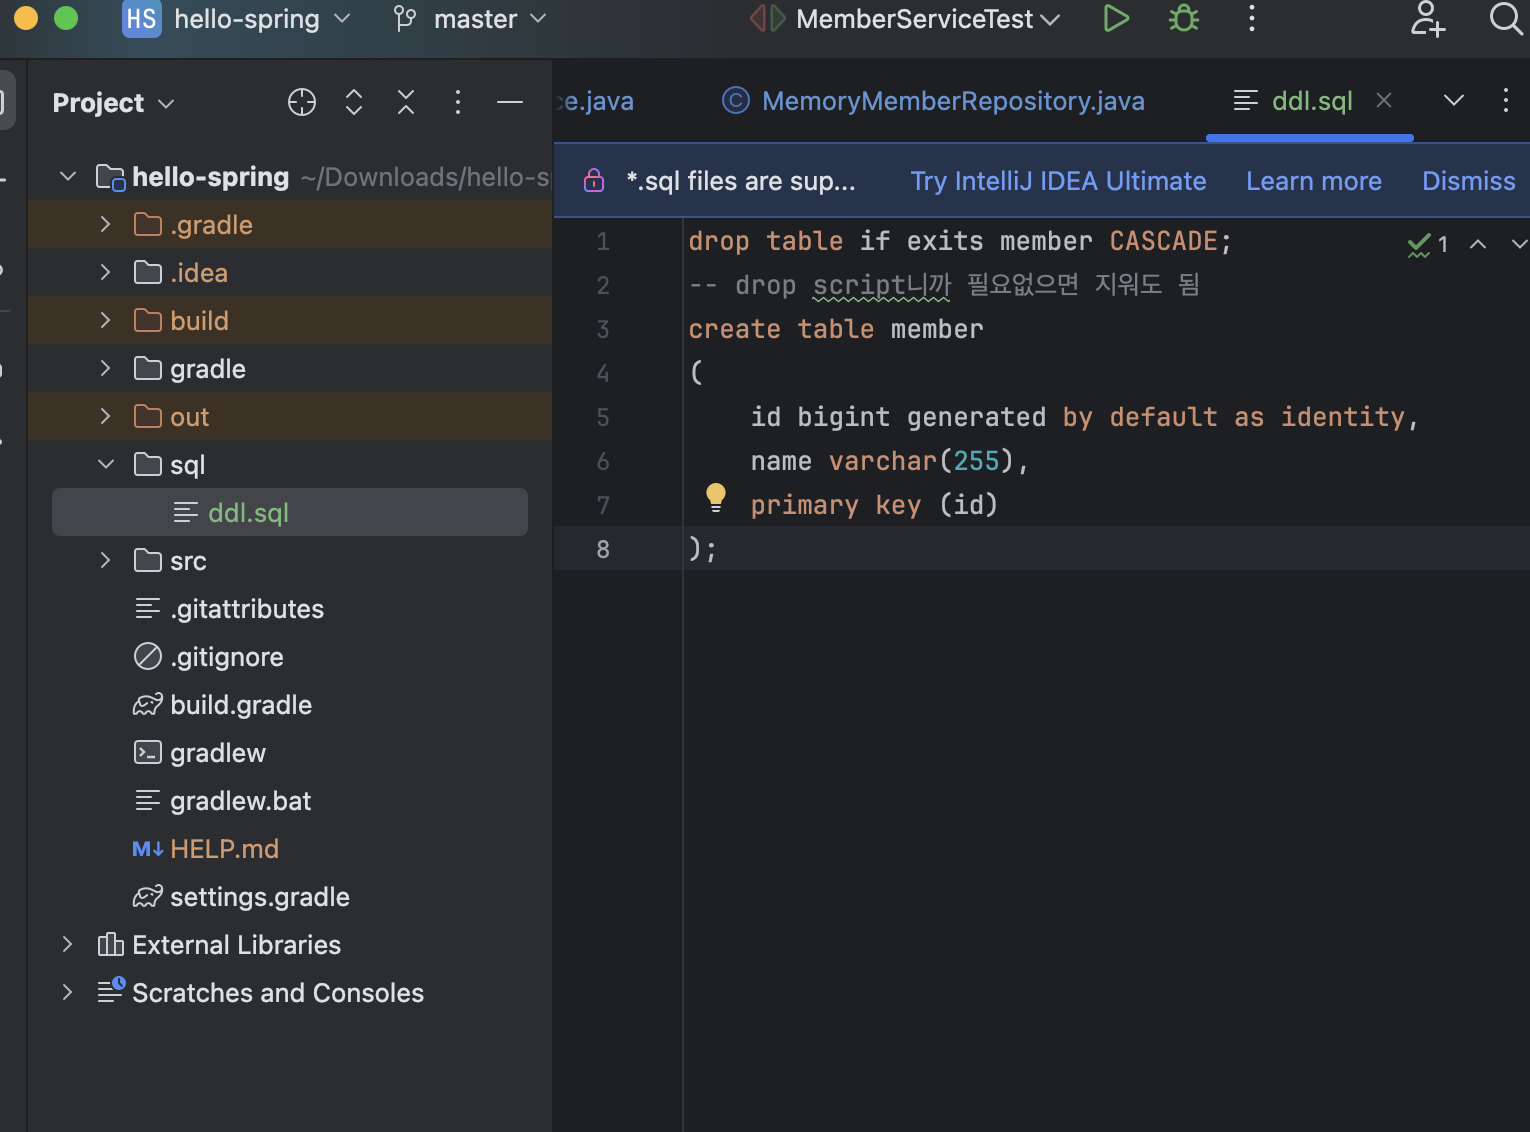 HS hello-spring master MemberServiceTest
Project
e.java MemoryMemberRepository.java ddl.sql
*.sql files are sup... Try IntelliJ IDEA Ultimate Learn more Dismiss
hello-spring ~/Downloads/hello-s
.gradle
.idea
build
gradle
out
sql
ddl.sql
src
.gitattributes
.gitignore
build.gradle
gradlew
gradlew.bat
M↓ HELP.md
settings.gradle
External Libraries
Scratches and Consoles
1 drop table if exits member CASCADE; 1
2 -- drop script니까 필요없으면 지워도 됨
3 create table member
4 (
5 id bigint generated by default as identity,
6 name varchar(255),
7 primary key (id)
8 );